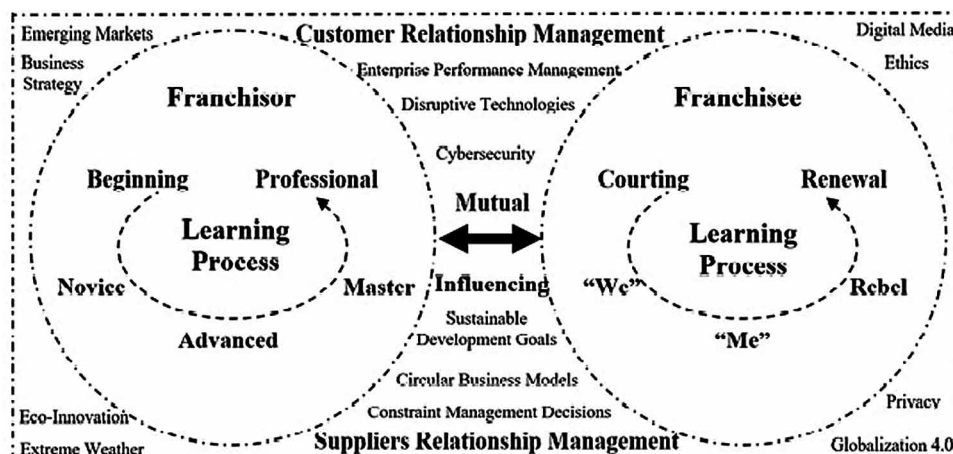 Emerging Markets
Customer Relationship Management
Digital Media
Business
Strategy
Enterprise Performance Management
Ethics
Franchisor
Disruptive Technologies
Franchisee
Cybersecurity
Beginning
Professional
Mutual
Courting
Renewal
Learning
Process
Learning
Process
Novice
Master
Influencing
“We”
Rebel
Advanced
Sustainable
Development Goals
“Me”
Circular Business Models
Eco-Innovation
Constraint Management Decisions
Privacy
Extreme Weather
Suppliers Relationship Management
Globalization 4.0